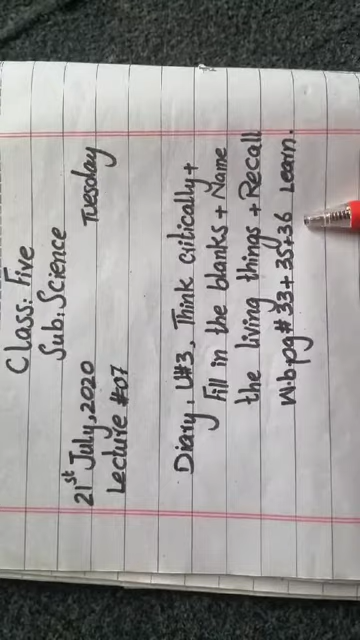 Class: Five
Sub: Science
21st July, 2020 Tuesday
Lecture #07
Diary, U#3, Think critically +
Fill in the blanks + Name
the living things + Recall
W.b pg # 33 + 35 + 36 Learn.